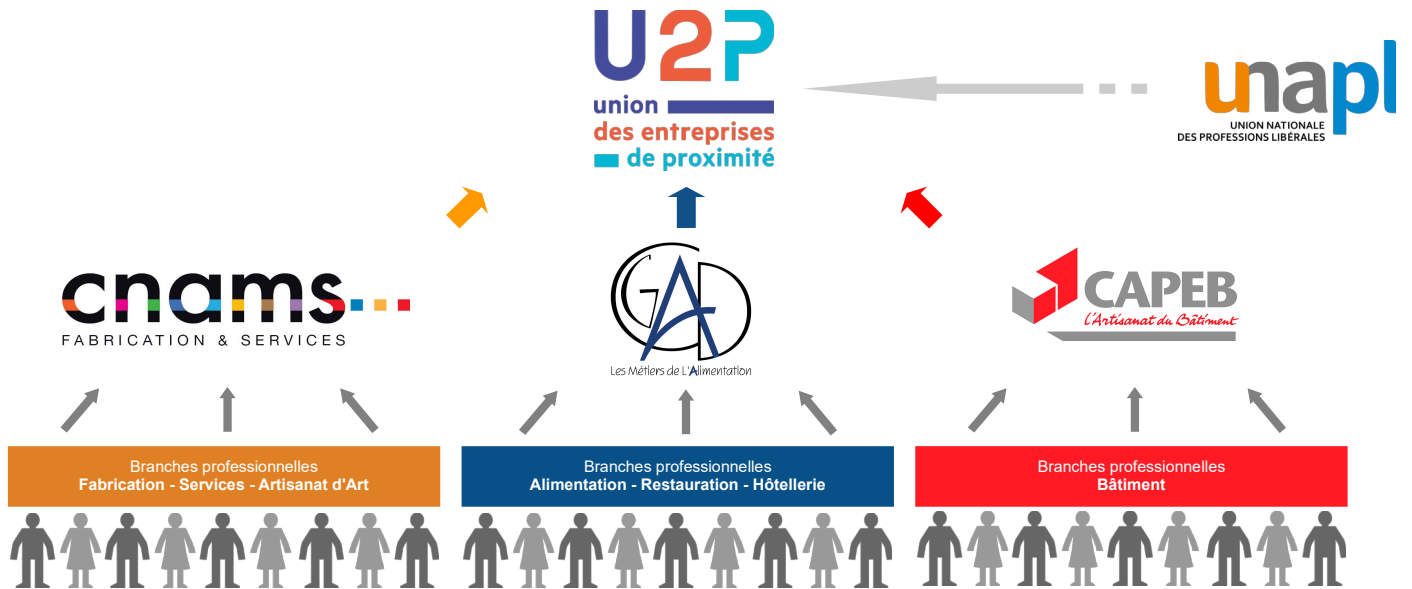 U2P
union
des entreprises
de proximité
unapl
UNION NATIONALE
DES PROFESSIONS LIBÉRALES
cnams
FABRICATION & SERVICES
CGAD
Les Métiers de L'Alimentation
CAPEB
L'Artisanat du Bâtiment
Branches professionnelles
Fabrication - Services - Artisanat d'Art
Branches professionnelles
Alimentation - Restauration - Hôtellerie
Branches professionnelles
Bâtiment